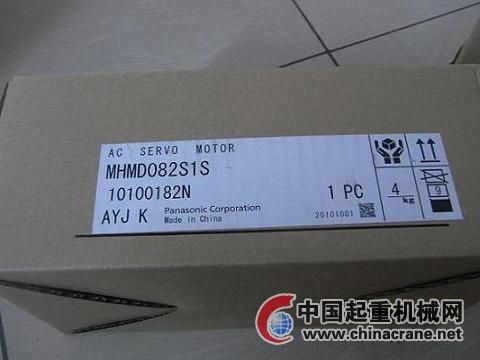 AC SERVO MOTOR
MHMD082S1S
10100182N
1 PC
4 kg
9
AYJ K
Panasonic Corporation
Made in China
20101001
中国起重机械网
www.chinacrane.net